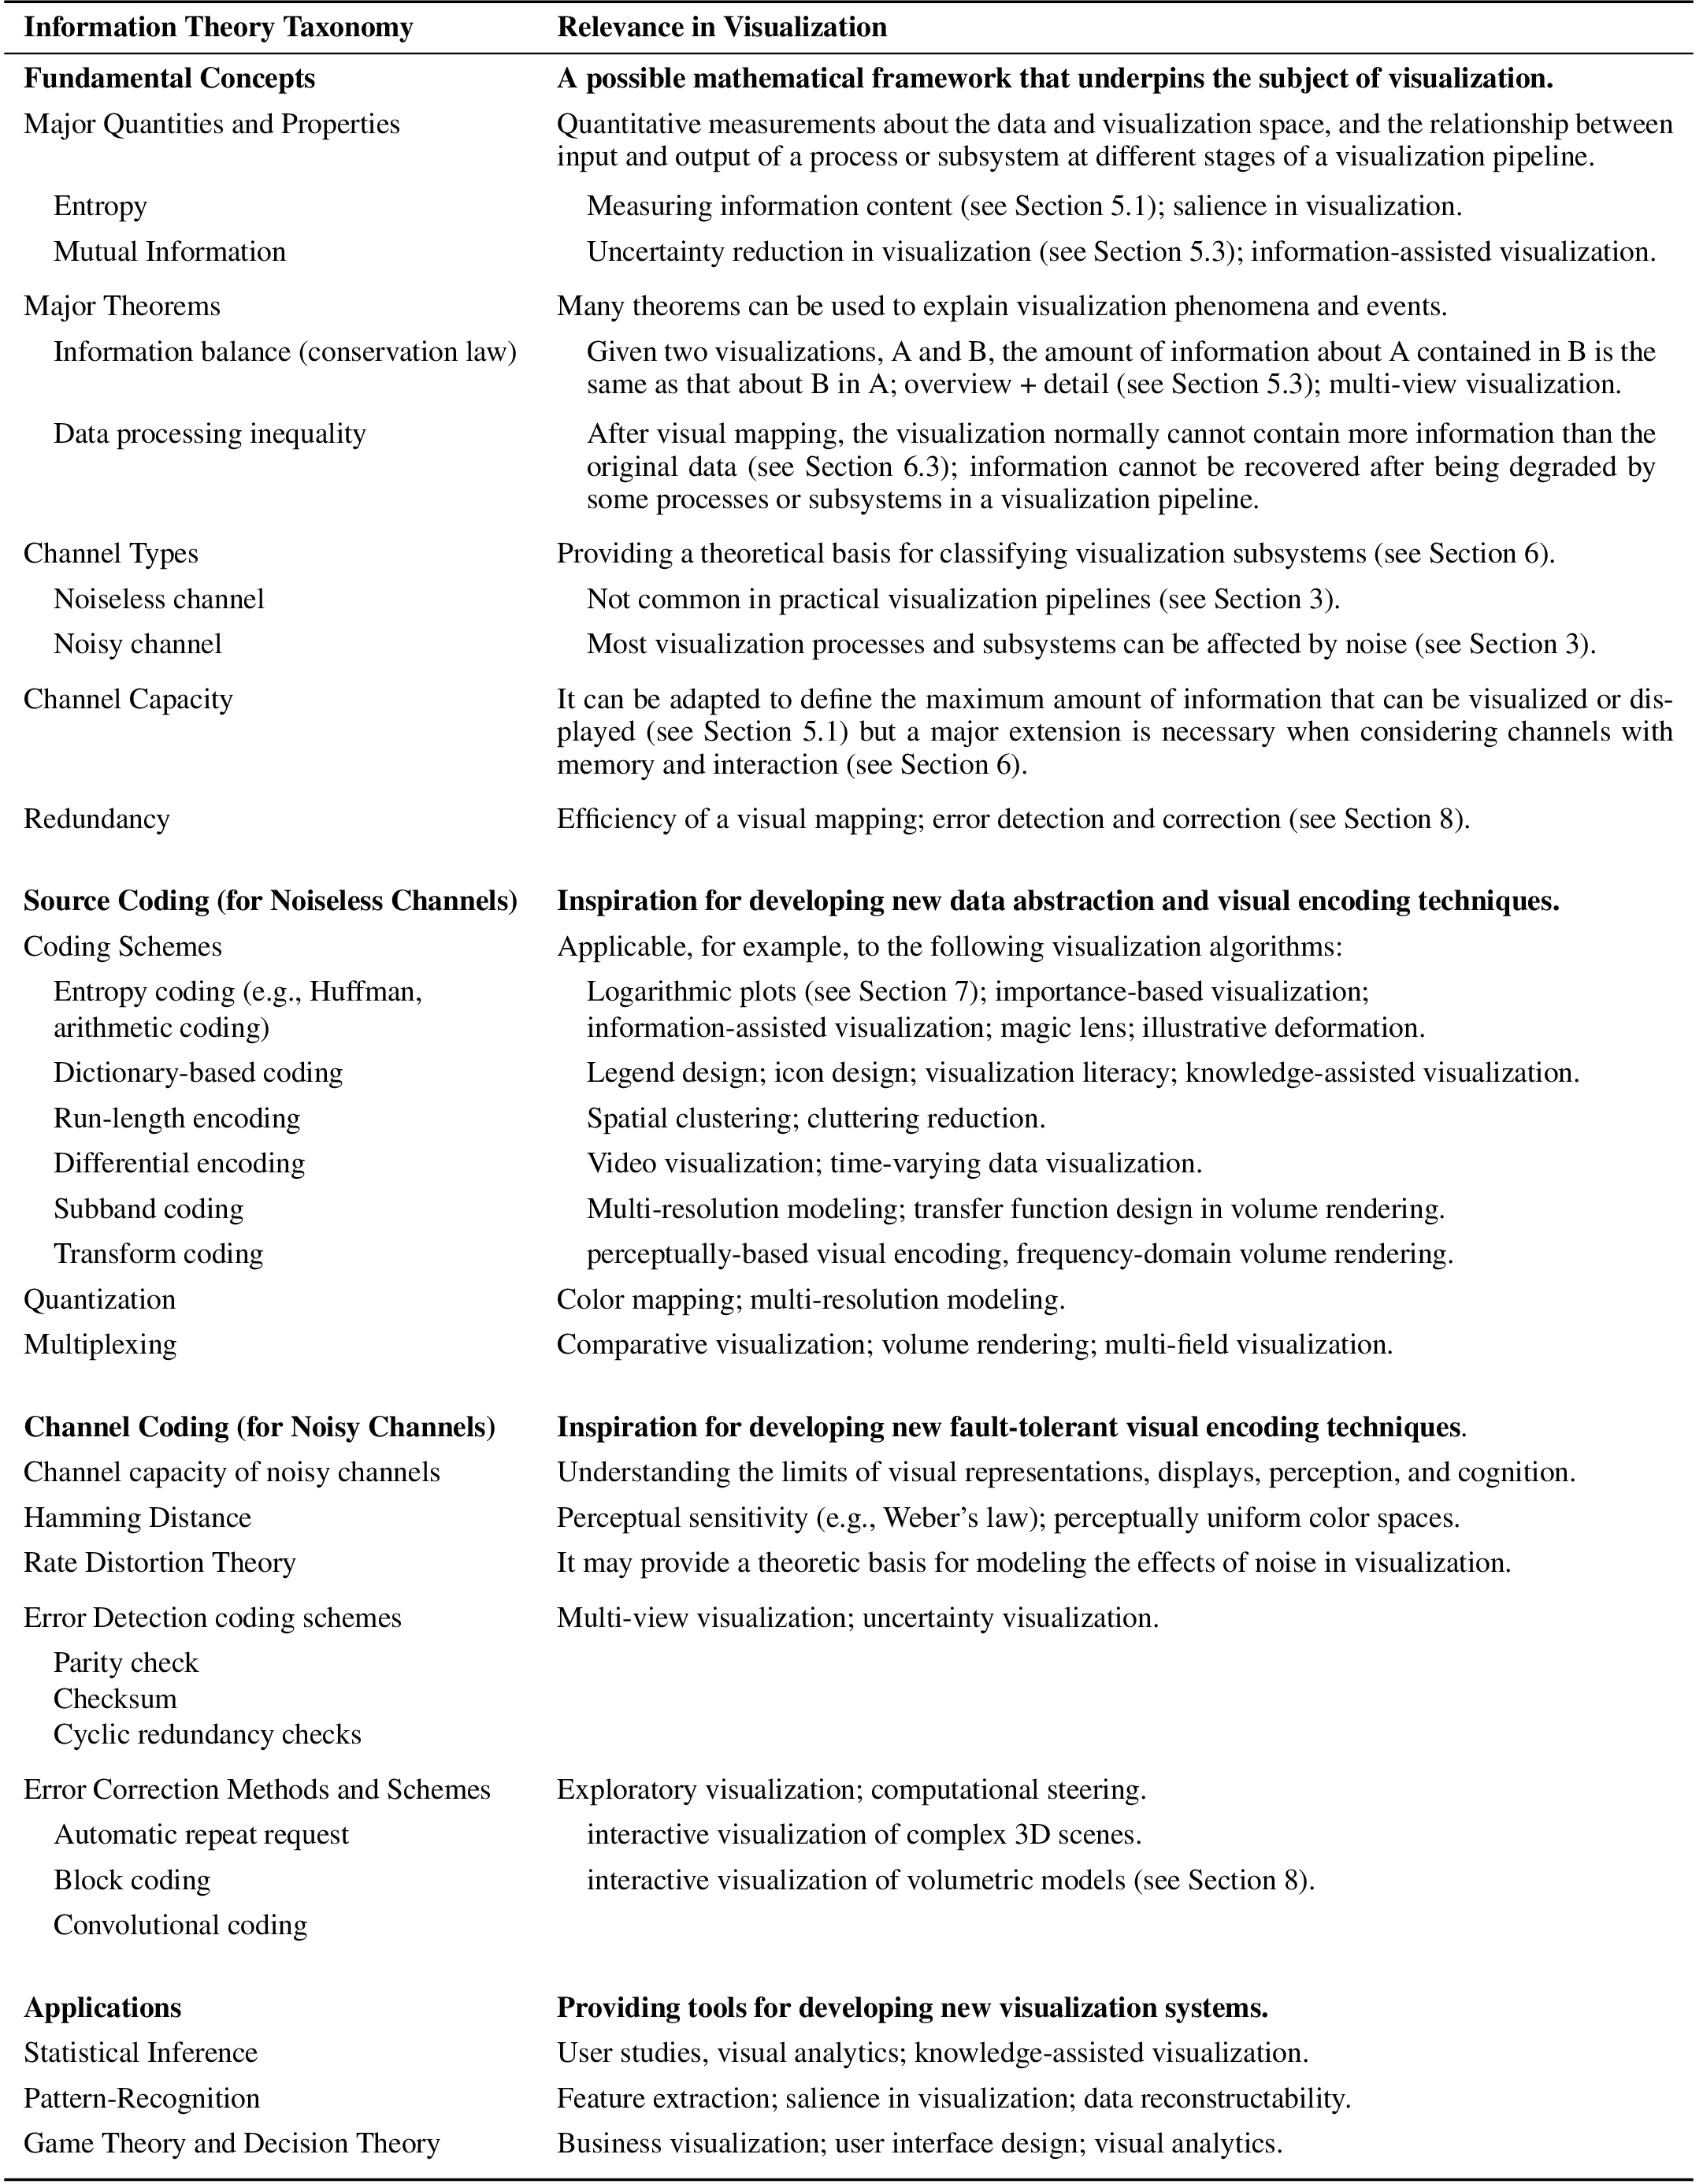 Information Theory Taxonomy
Relevance in Visualization
Fundamental Concepts
A possible mathematical framework that underpins the subject of visualization.
Major Quantities and Properties
Quantitative measurements about the data and visualization space, and the relationship between
input and output of a process or subsystem at different stages of a visualization pipeline.
Entropy
Measuring information content (see Section 5.1); salience in visualization.
Mutual Information
Uncertainty reduction in visualization (see Section 5.3); information-assisted visualization.
Major Theorems
Many theorems can be used to explain visualization phenomena and events.
Information balance (conservation law)
Given two visualizations, A and B, the amount of information about A contained in B is the
same as that about B in A; overview + detail (see Section 5.3); multi-view visualization.
Data processing inequality
After visual mapping, the visualization normally cannot contain more information than the
original data (see Section 6.3); information cannot be recovered after being degraded by
some processes or subsystems in a visualization pipeline.
Channel Types
Providing a theoretical basis for classifying visualization subsystems (see Section 6).
Noiseless channel
Not common in practical visualization pipelines (see Section 3).
Noisy channel
Most visualization processes and subsystems can be affected by noise (see Section 3).
Channel Capacity
It can be adapted to define the maximum amount of information that can be visualized or dis-
played (see Section 5.1) but a major extension is necessary when considering channels with
memory and interaction (see Section 6).
Redundancy
Efficiency of a visual mapping; error detection and correction (see Section 8).
Source Coding (for Noiseless Channels)
Inspiration for developing new data abstraction and visual encoding techniques.
Coding Schemes
Applicable, for example, to the following visualization algorithms:
Entropy coding (e.g., Huffman,
arithmetic coding)
Logarithmic plots (see Section 7); importance-based visualization;
information-assisted visualization; magic lens; illustrative deformation.
Dictionary-based coding
Legend design; icon design; visualization literacy; knowledge-assisted visualization.
Run-length encoding
Spatial clustering; cluttering reduction.
Differential encoding
Video visualization; time-varying data visualization.
Subband coding
Multi-resolution modeling; transfer function design in volume rendering.
Transform coding
perceptually-based visual encoding, frequency-domain volume rendering.
Quantization
Color mapping; multi-resolution modeling.
Multiplexing
Comparative visualization; volume rendering; multi-field visualization.
Channel Coding (for Noisy Channels)
Inspiration for developing new fault-tolerant visual encoding techniques.
Channel capacity of noisy channels
Understanding the limits of visual representations, displays, perception, and cognition.
Hamming Distance
Perceptual sensitivity (e.g., Weber's law); perceptually uniform color spaces.
Rate Distortion Theory
It may provide a theoretic basis for modeling the effects of noise in visualization.
Error Detection coding schemes
Multi-view visualization; uncertainty visualization.
Parity check
Checksum
Cyclic redundancy checks
Error Correction Methods and Schemes
Exploratory visualization; computational steering.
Automatic repeat request
interactive visualization of complex 3D scenes.
Block coding
interactive visualization of volumetric models (see Section 8).
Convolutional coding
Applications
Providing tools for developing new visualization systems.
Statistical Inference
User studies, visual analytics; knowledge-assisted visualization.
Pattern-Recognition
Feature extraction; salience in visualization; data reconstructability.
Game Theory and Decision Theory
Business visualization; user interface design; visual analytics.